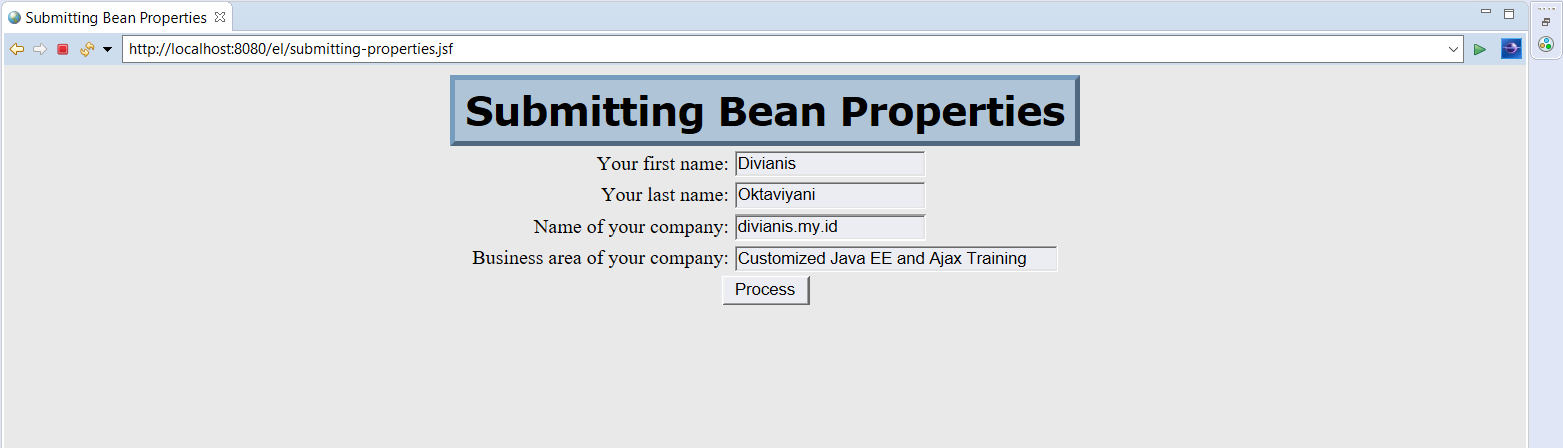 Submitting Bean Properties
http://localhost:8080/el/submitting-properties.jsf
Submitting Bean Properties
Your first name: Divianis
Your last name: Oktaviyani
Name of your company: divianis.my.id
Business area of your company: Customized Java EE and Ajax Training
Process